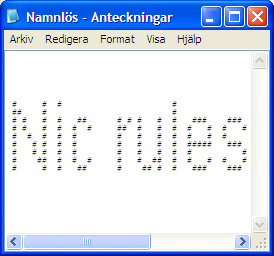 Namnlös - Anteckningar
Arkiv Redigera Format Visa Hjälp
Nic rules